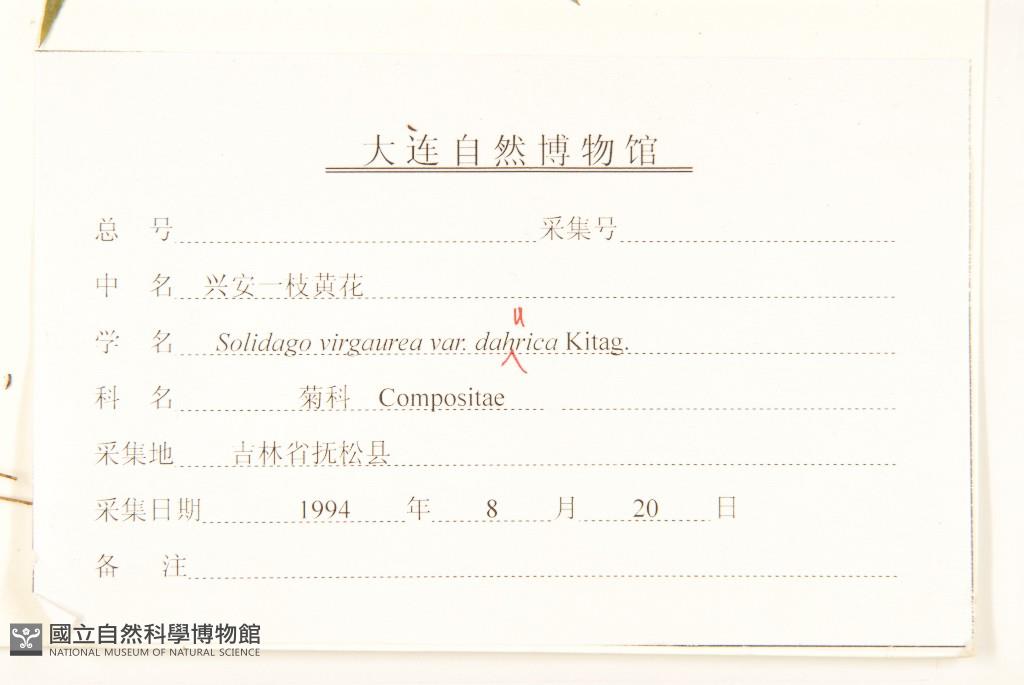 大连自然博物馆
总 号 采集号
中 名 兴安一枝黄花
u
学 名 Solidago virgaurea var. dahrica Kitag.
科 名 菊科 Compositae
采集地 吉林省抚松县
采集日期 1994 年 8 月 20 日
备 注
國立自然科學博物館
NATIONAL MUSEUM OF NATURAL SCIENCE